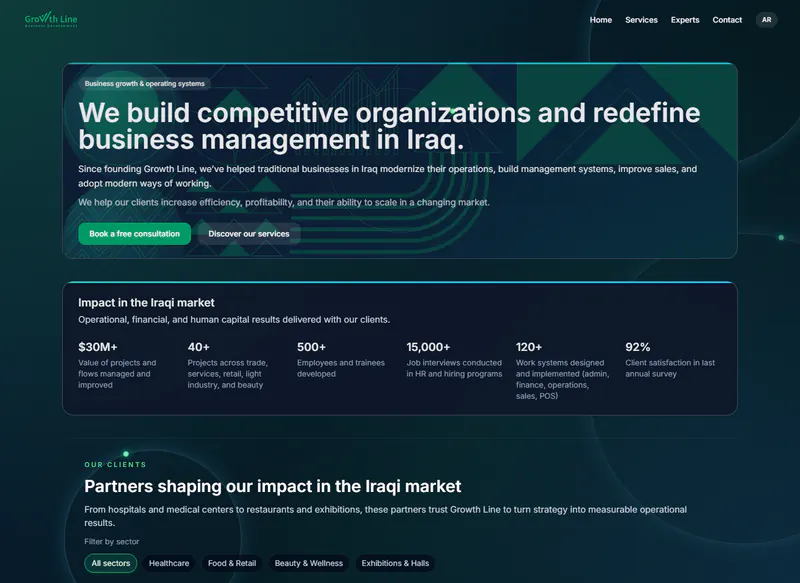 Growth Line
Business Development
Home
Services
Experts
Contact
AR
Business growth & operating systems
We build competitive organizations and redefine
business management in Iraq.
Since founding Growth Line, we've helped traditional businesses in Iraq modernize their operations, build management systems, improve sales, and
adopt modern ways of working.
We help our clients increase efficiency, profitability, and their ability to scale in a changing market.
Book a free consultation
Discover our services
Impact in the Iraqi market
Operational, financial, and human capital results delivered with our clients.
$30M+
Value of projects and
flows managed and
improved
40+
Projects across trade,
services, retail, light
industry, and beauty
500+
Employees and trainees
developed
15,000+
Job interviews conducted
in HR and hiring programs
120+
Work systems designed
and implemented (admin,
finance, operations,
sales, POS)
92%
Client satisfaction in last
annual survey
OUR CLIENTS
Partners shaping our impact in the Iraqi market
From hospitals and medical centers to restaurants and exhibitions, these partners trust Growth Line to turn strategy into measurable operational
results.
Filter by sector
All sectors
Healthcare
Food & Retail
Beauty & Wellness
Exhibitions & Halls